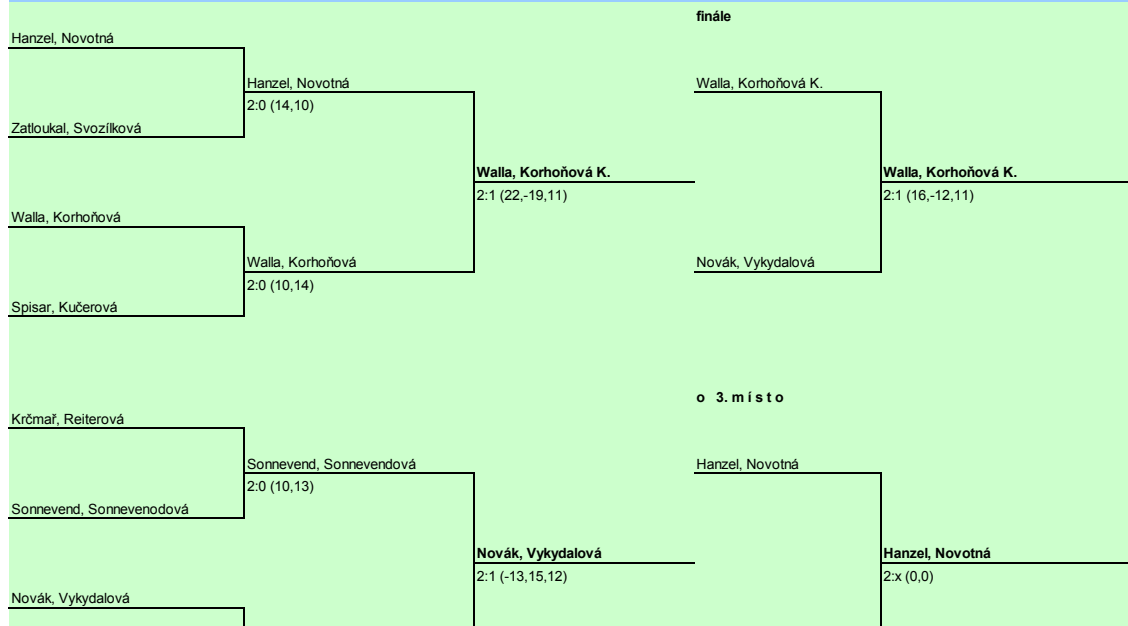 finále
Hanzel, Novotná
Hanzel, Novotná
Walla, Korhoňová K.
2:0 (14,10)
Zatloukal, Svozílková
Walla, Korhoňová K.
Walla, Korhoňová K.
2:1 (22,-19,11)
2:1 (16,-12,11)
Walla, Korhoňová
Walla, Korhoňová
Novák, Vykydalová
2:0 (10,14)
Spisar, Kučerová
o 3. m í s t o
Krčmař, Reiterová
Sonnevend, Sonnevendová
Hanzel, Novotná
2:0 (10,13)
Sonnevend, Sonnevenodová
Novák, Vykydalová
Hanzel, Novotná
2:1 (-13,15,12)
2:x (0,0)
Novák, Vykydalová